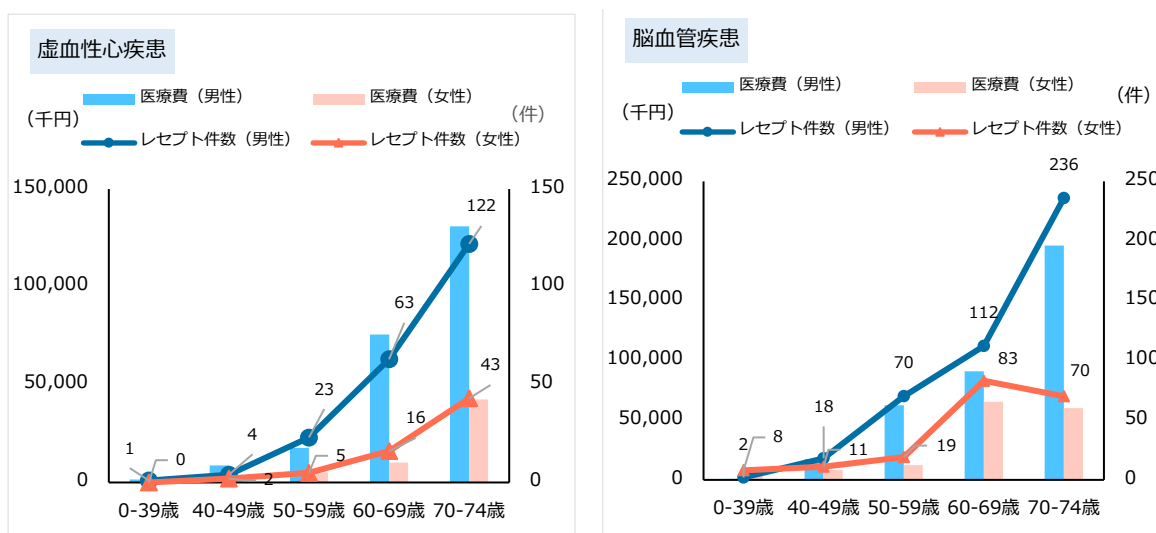 虚血性心疾患
医療費（男性）
医療費（女性）
（千円）
（件）
レセプト件数（男性）
レセプト件数（女性）
150,000
100,000
50,000
0
150
100
50
0
1
0
4
2
23
5
63
16
122
43
0-39歳
40-49歳
50-59歳
60-69歳
70-74歳
脳血管疾患
医療費（男性）
医療費（女性）
（千円）
（件）
レセプト件数（男性）
レセプト件数（女性）
250,000
200,000
150,000
100,000
50,000
0
250
200
150
100
50
0
2
8
18
11
70
19
112
83
236
70
0-39歳
40-49歳
50-59歳
60-69歳
70-74歳